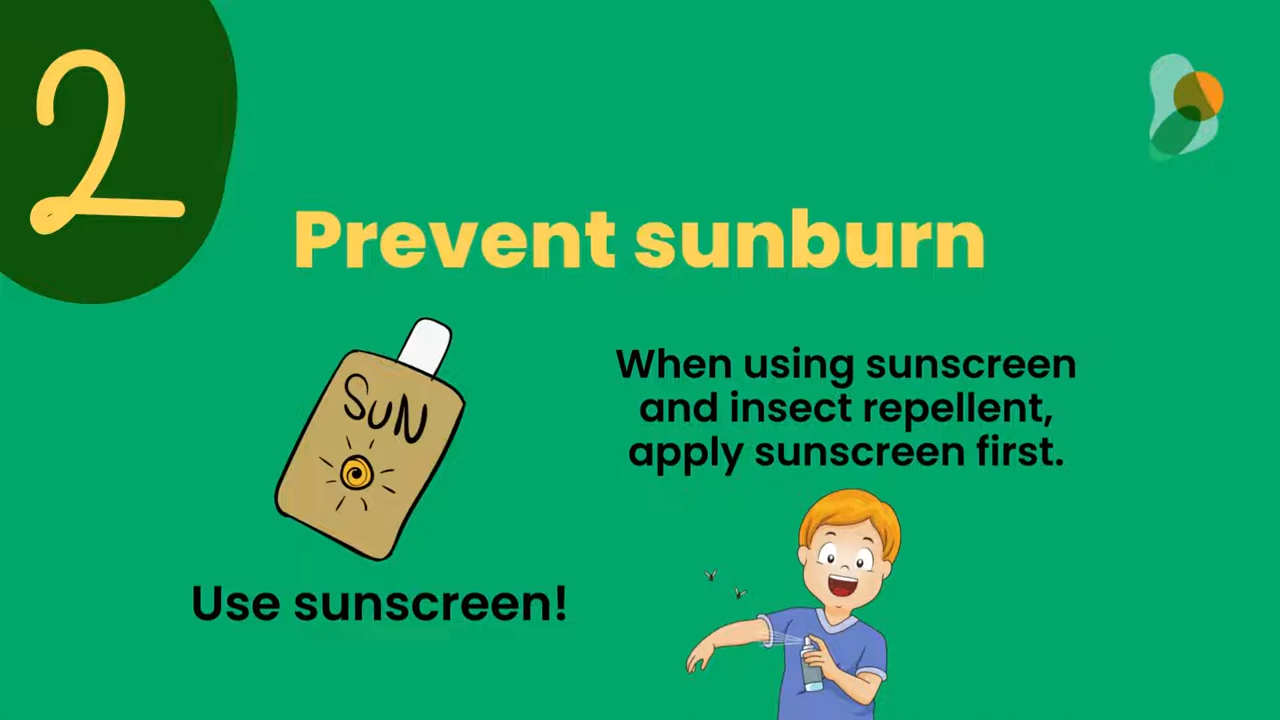 2
Prevent sunburn
SuN
When using sunscreen
and insect repellent,
apply sunscreen first.
Use sunscreen!